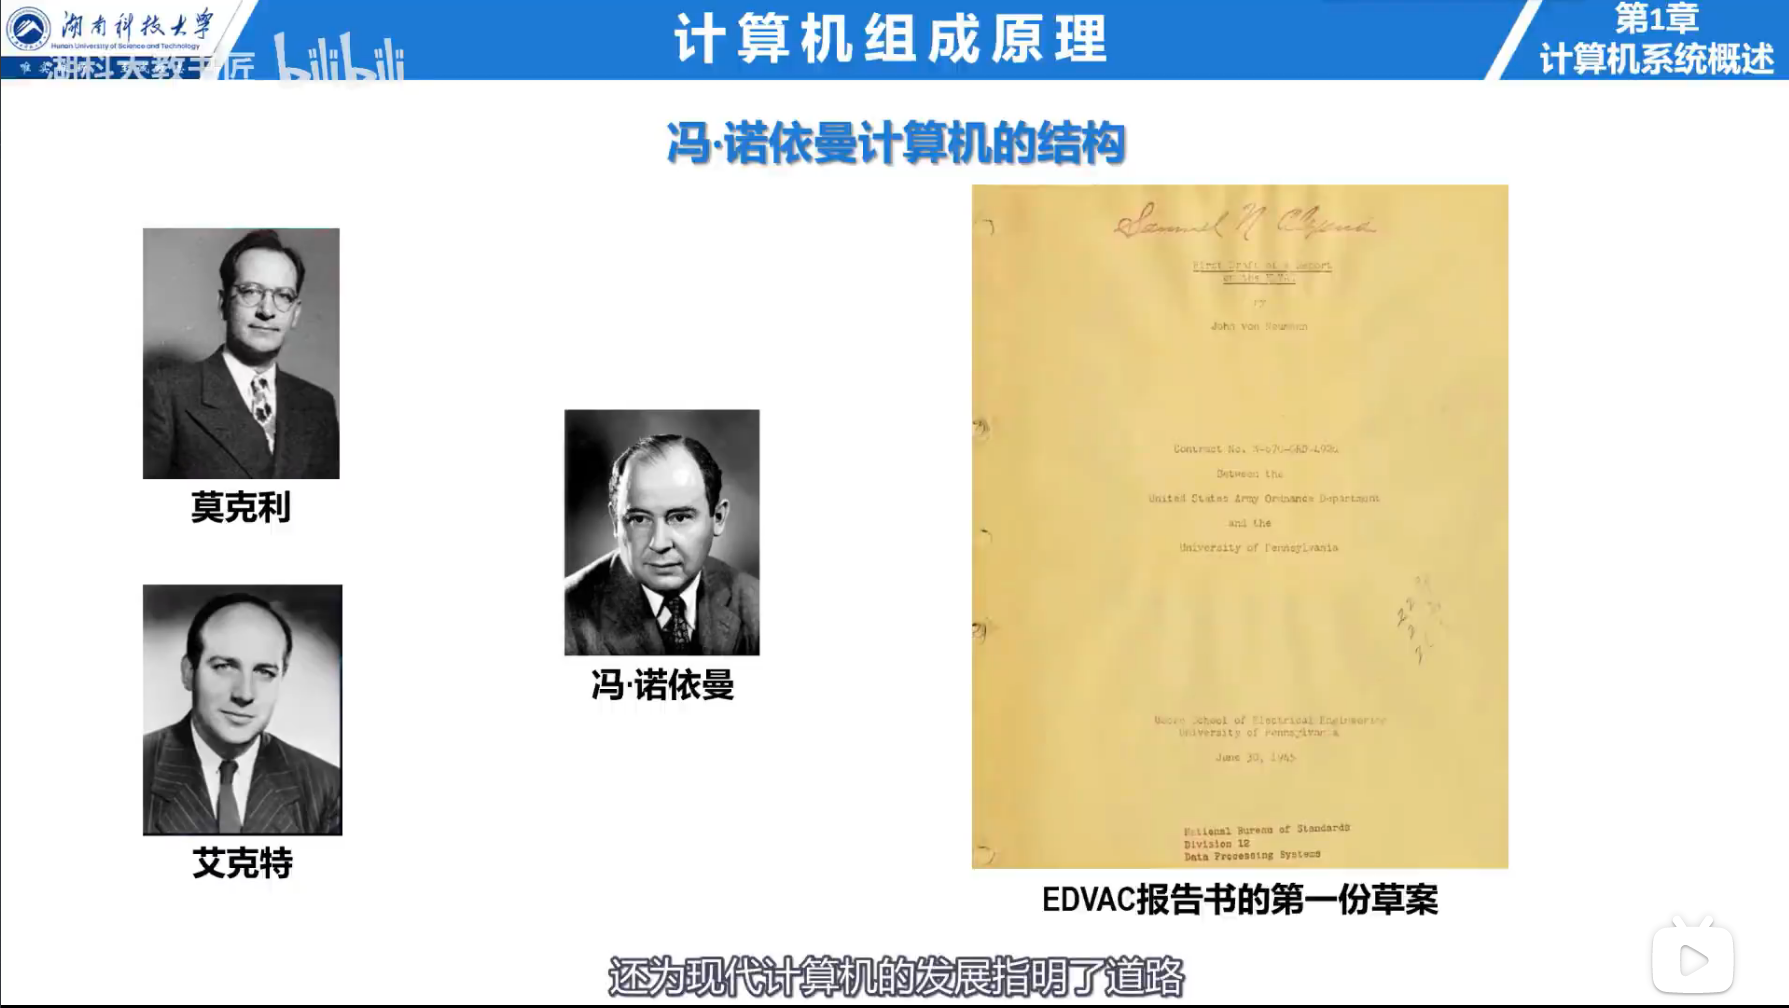 湖南科技大学
Hunan University of Science and Technology
湖科大教书匠
bilibili
计算机组成原理
第1章
计算机系统概述
冯·诺依曼计算机的结构
莫克利
艾克特
冯·诺依曼
First Draft of a Report
on the EDVAC
by
John von Neumann
Contract No.
Between the
United States Army Ordnance Department
and the
University of Pennsylvania
Moore School of Electrical Engineering
University of Pennsylvania
June 30, 1945
National Bureau of Standards
Division 12
Data Processing Systems
EDVAC报告书的第一份草案
还为现代计算机的发展指明了道路